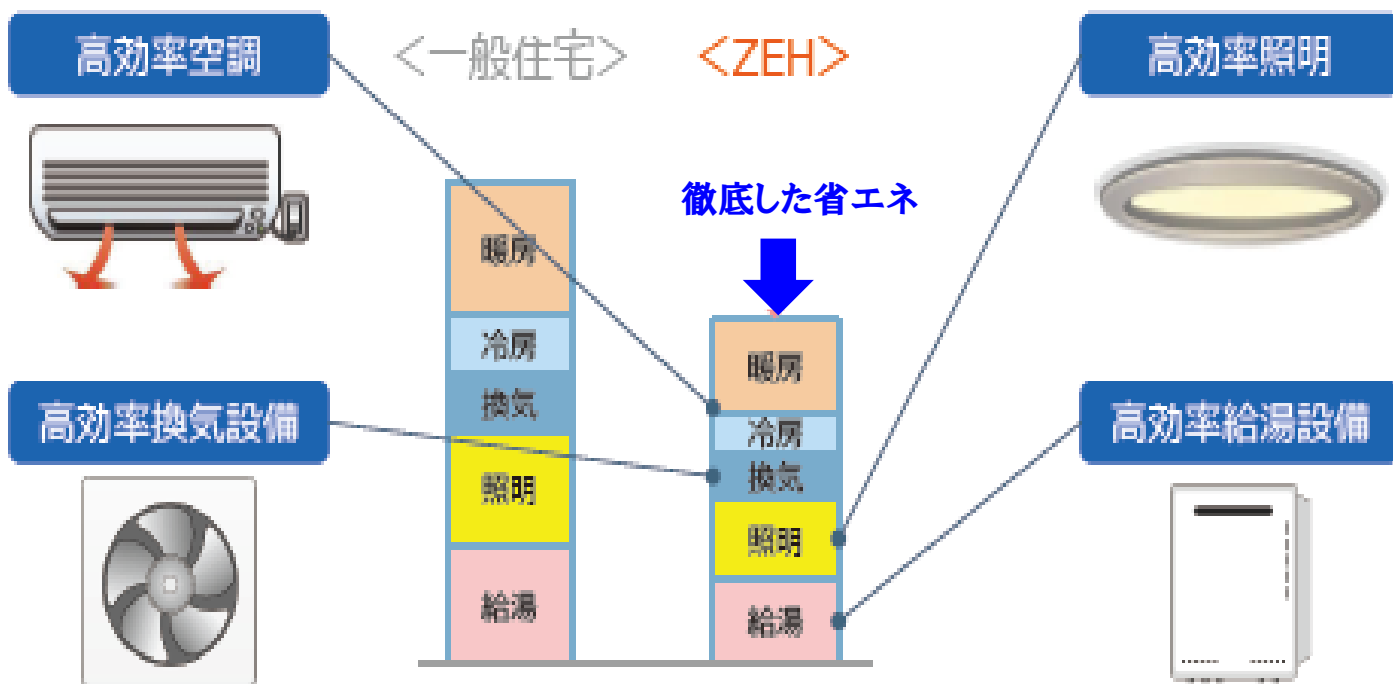 高効率空調
<一般住宅>
<ZEH>
高効率照明
徹底した省エネ
暖房
冷房
換気
照明
給湯
暖房
冷房
換気
照明
給湯
高効率換気設備
高効率給湯設備